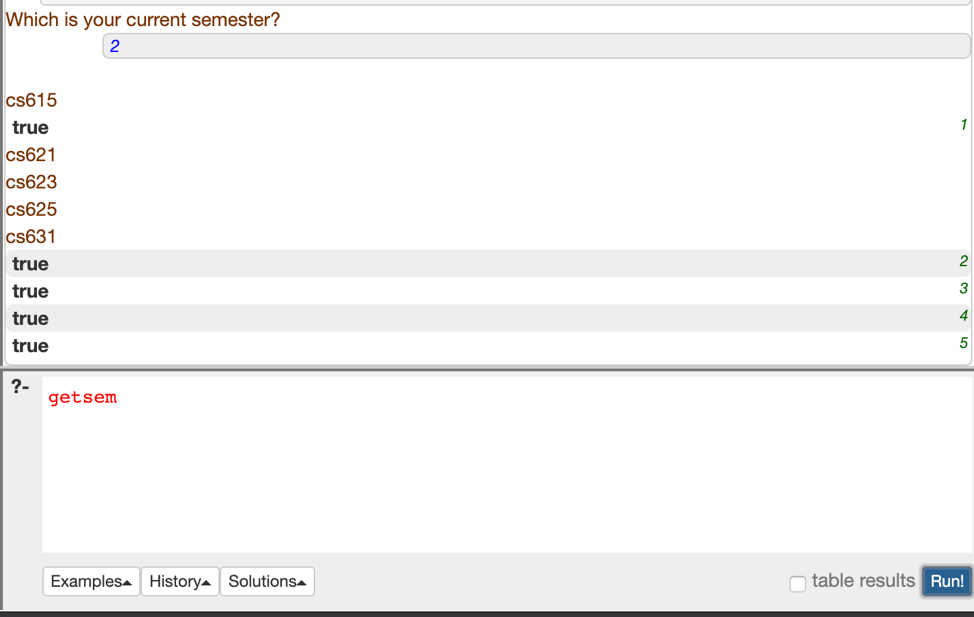 Which is your current semester?
2
cs615
true 1
cs621
cs623
cs625
cs631
true 2
true 3
true 4
true 5
?- getsem
Examples▴ History▴ Solutions▴ table results Run!